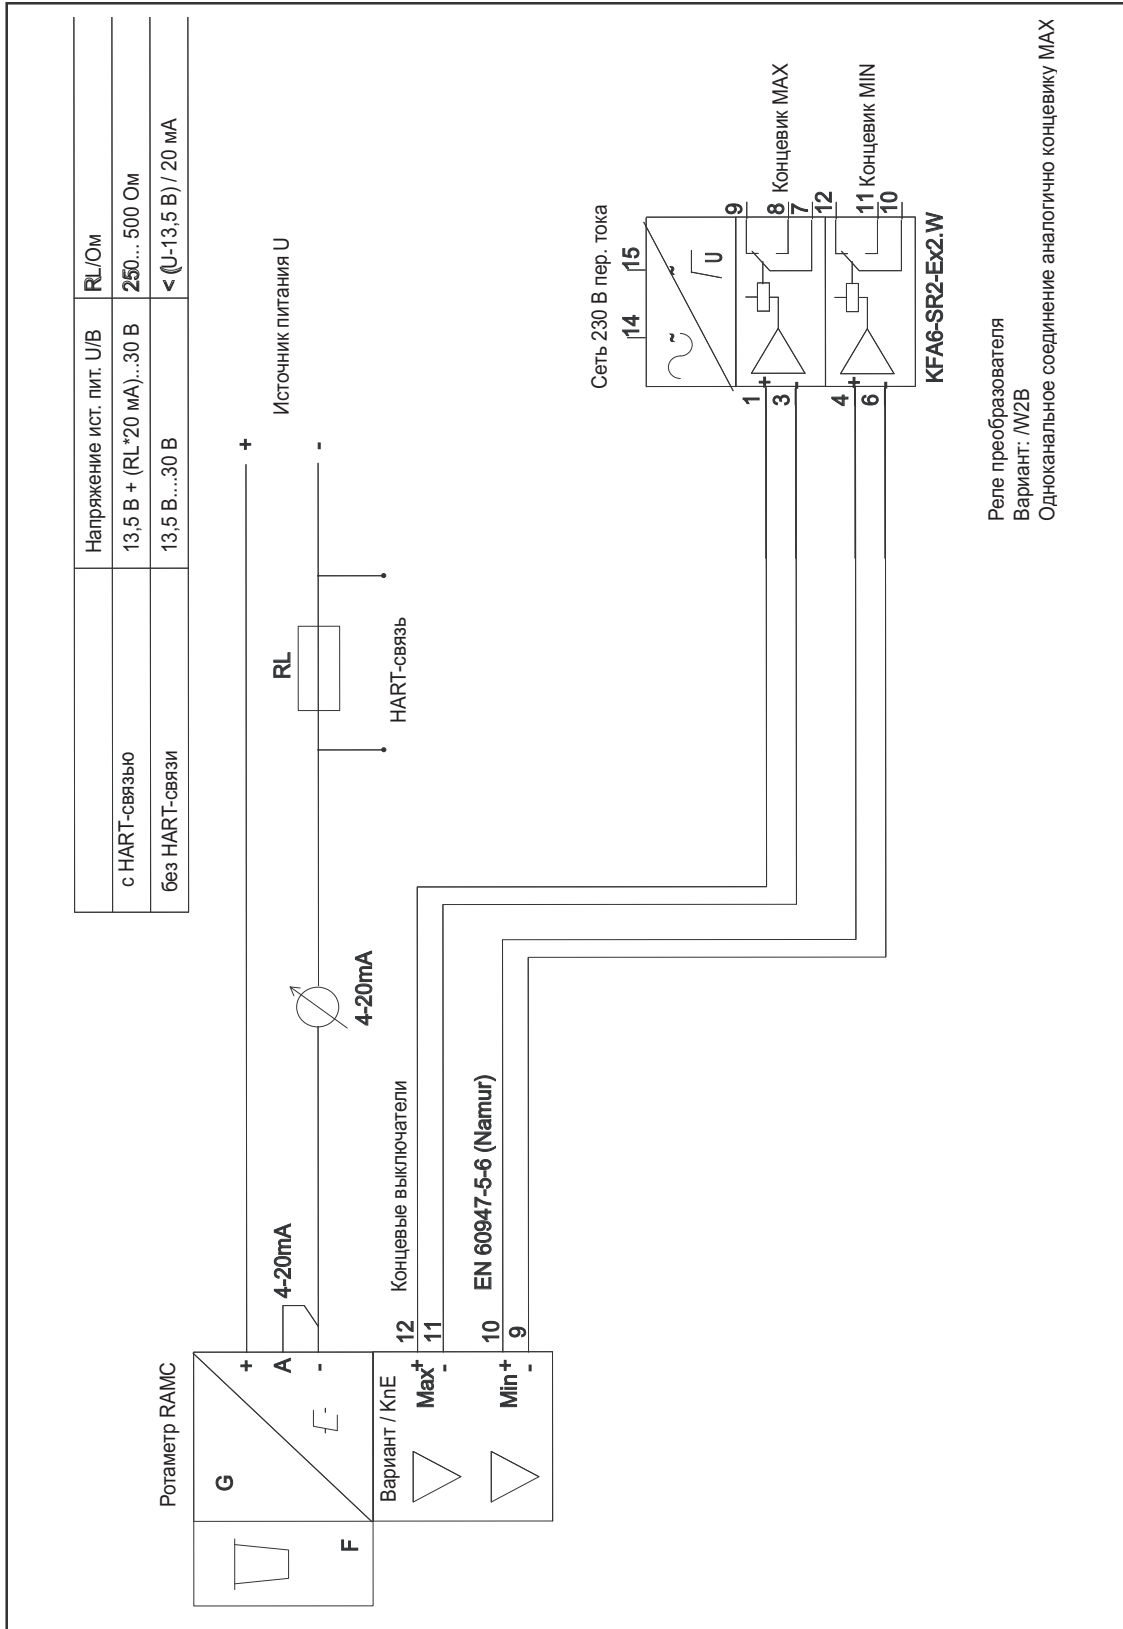 Напряжение ист. пит. U/В RL/Ом
с HART-связью 13,5 В + (RL*20 мА)...30 В 250... 500 Ом
без HART-связи 13,5 В....30 В < (U-13,5 В) / 20 мА
Ротаметр RAMC
G
F
+
A
-
4-20mA
4-20mA
RL
HART-связь
+
-
Источник питания U
Вариант / KnE
Max + 12
- 11
Min + 10
- 9
Концевые выключатели
EN 60947-5-6 (Namur)
Сеть 230 В пер. тока
14 15
~ ~
U
1 +
3 -
4 +
6 -
9
8 Концевик MAX
7
12
11 Концевик MIN
10
KFA6-SR2-Ex2.W
Реле преобразователя
Вариант: /W2B
Одноканальное соединение аналогично концевику MAX